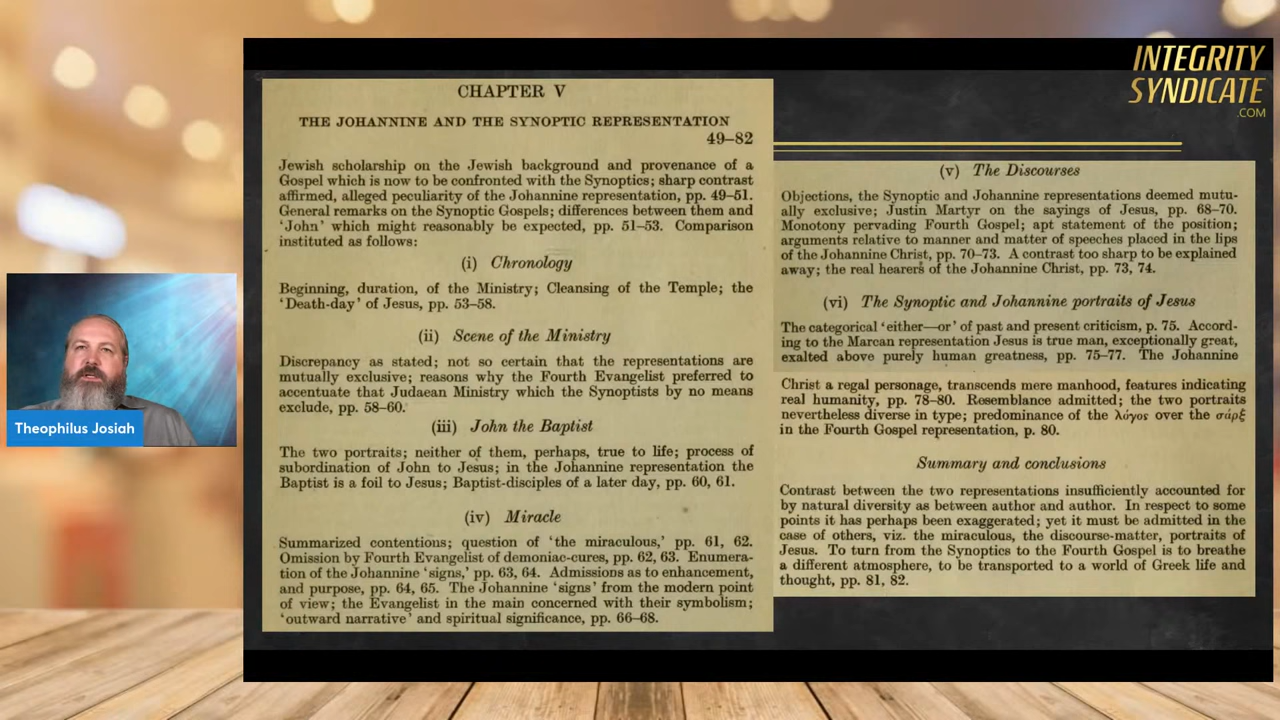 INTEGRITY
SYNDICATE
.COM
CHAPTER V
THE JOHANNINE AND THE SYNOPTIC REPRESENTATION
49–82
Jewish scholarship on the Jewish background and provenance of a
Gospel which is now to be confronted with the Synoptics; sharp contrast
affirmed, alleged peculiarity of the Johannine representation, pp. 49–51.
General remarks on the Synoptic Gospels; differences between them and
‘John’ which might reasonably be expected, pp. 51–53. Comparison
instituted as follows:
(i) Chronology
Beginning, duration, of the Ministry; Cleansing of the Temple; the
‘Death-day’ of Jesus, pp. 53–58.
(ii) Scene of the Ministry
Discrepancy as stated; not so certain that the representations are
mutually exclusive; reasons why the Fourth Evangelist preferred to
accentuate that Judaean Ministry which the Synoptists by no means
exclude, pp. 58–60.
(iii) John the Baptist
The two portraits; neither of them, perhaps, true to life; process of
subordination of John to Jesus; in the Johannine representation the
Baptist is a foil to Jesus; Baptist-disciples of a later day, pp. 60, 61.
(iv) Miracle
Summarized contentions; question of ‘the miraculous,’ pp. 61, 62.
Omission by Fourth Evangelist of demoniac-cures, pp. 62, 63. Enumera-
tion of the Johannine ‘signs,’ pp. 63, 64. Admissions as to enhancement,
and purpose, pp. 64, 65. The Johannine ‘signs’ from the modern point
of view; the Evangelist in the main concerned with their symbolism;
‘outward narrative’ and spiritual significance, pp. 66–68.
(v) The Discourses
Objections, the Synoptic and Johannine representations deemed mutu-
ally exclusive; Justin Martyr on the sayings of Jesus, pp. 68–70.
Monotony pervading Fourth Gospel; apt statement of the position;
arguments relative to manner and matter of speeches placed in the lips
of the Johannine Christ, pp. 70–73. A contrast too sharp to be explained
away; the real hearers of the Johannine Christ, pp. 73, 74.
(vi) The Synoptic and Johannine portraits of Jesus
The categorical ‘either—or’ of past and present criticism, p. 75. Accord-
ing to the Marcan representation Jesus is true man, exceptionally great,
exalted above purely human greatness, pp. 75–77. The Johannine
Christ a regal personage, transcends mere manhood, features indicating
real humanity, pp. 78–80. Resemblance admitted; the two portraits
nevertheless diverse in type; predominance of the λόγος over the σάρξ
in the Fourth Gospel representation, p. 80.
Summary and conclusions
Contrast between the two representations insufficiently accounted for
by natural diversity as between author and author. In respect to some
points it has perhaps been exaggerated; yet it must be admitted in the
case of others, viz. the miraculous, the discourse-matter, portraits of
Jesus. To turn from the Synoptics to the Fourth Gospel is to breathe
a different atmosphere, to be transported to a world of Greek life and
thought, pp. 81, 82.
Theophilus Josiah